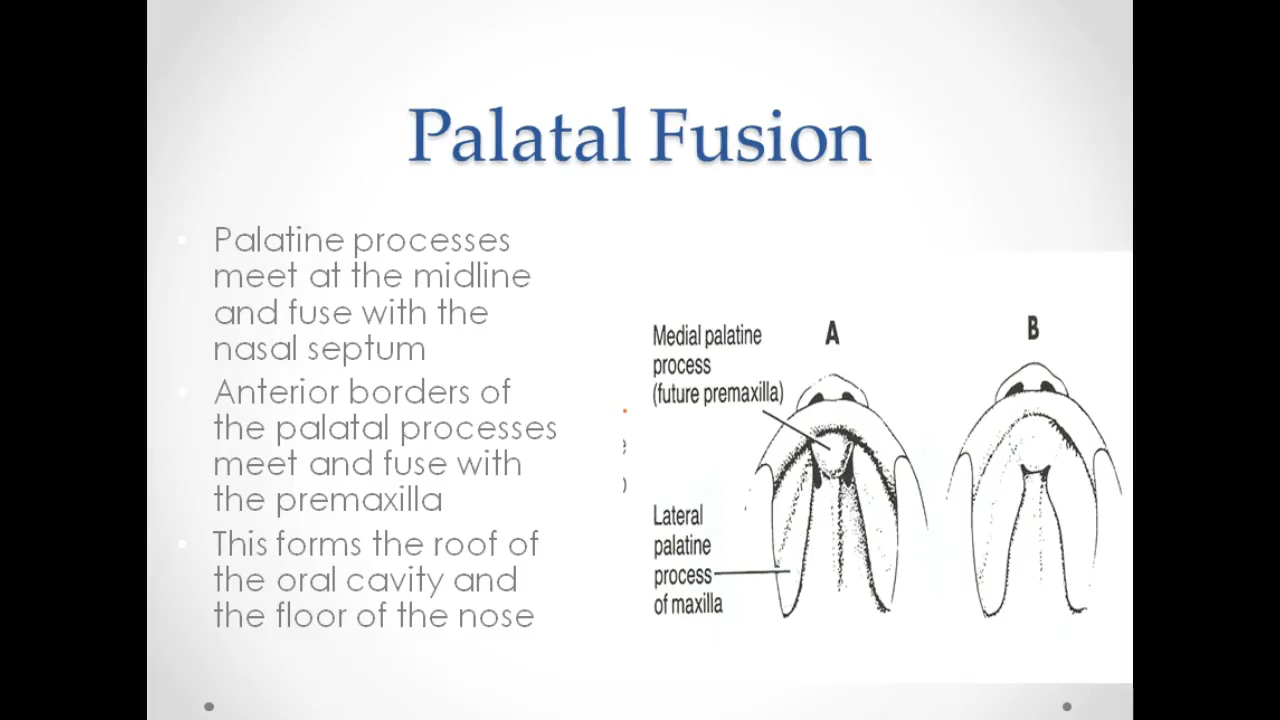 Palatal Fusion
• Palatine processes
meet at the midline
and fuse with the
nasal septum
• Anterior borders of
the palatal processes
meet and fuse with
the premaxilla
• This forms the roof of
the oral cavity and
the floor of the nose
A
B
Medial palatine
process
(future premaxilla)
Lateral
palatine
process
of maxilla